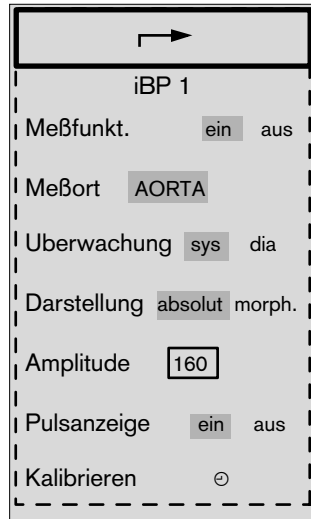 iBP 1
Meßfunkt. ein aus
Meßort AORTA
Uberwachung sys dia
Darstellung absolut morph.
Amplitude 160
Pulsanzeige ein aus
Kalibrieren